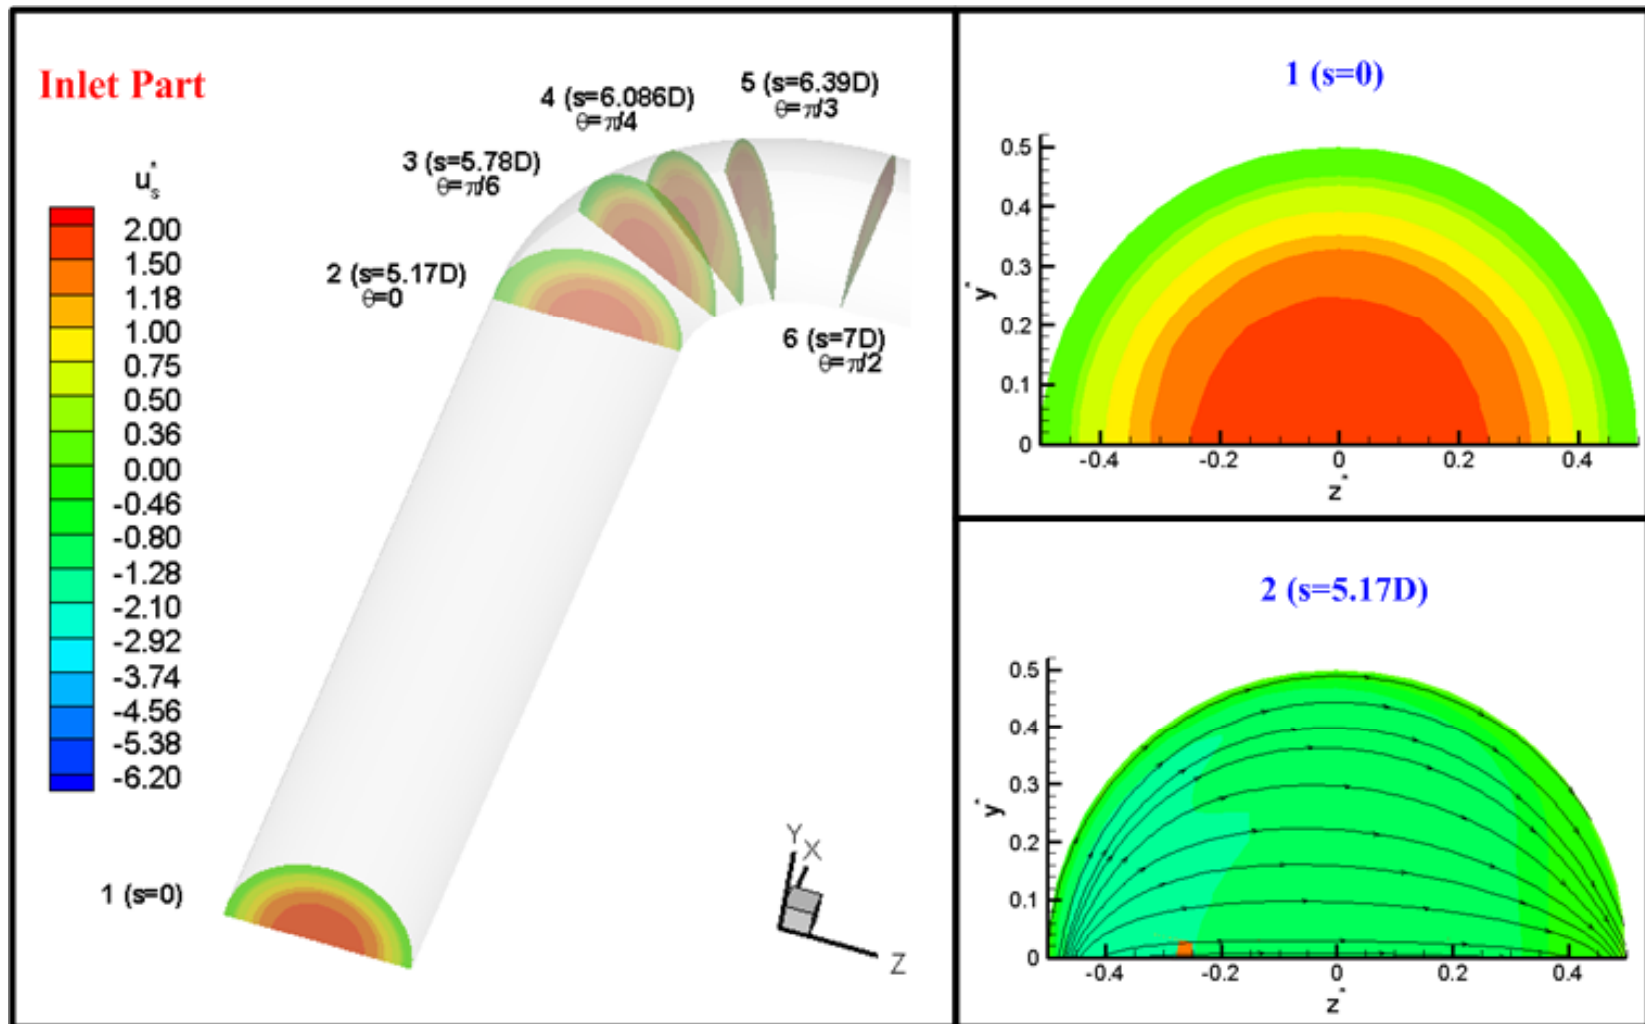 Inlet Part
u*s
2.00
1.50
1.18
1.00
0.75
0.50
0.36
0.00
-0.46
-0.80
-1.28
-2.10
-2.92
-3.74
-4.56
-5.38
-6.20
1 (s=0)
2 (s=5.17D)
θ=0
3 (s=5.78D)
θ=π/6
4 (s=6.086D)
θ=π/4
5 (s=6.39D)
θ=π/3
6 (s=7D)
θ=π/2
Y
X
Z
1 (s=0)
0.5
0.4
0.3
0.2
0.1
0
y*
-0.4 -0.2 0 0.2 0.4
z*
2 (s=5.17D)
0.5
0.4
0.3
0.2
0.1
0
y*
-0.4 -0.2 0 0.2 0.4
z*